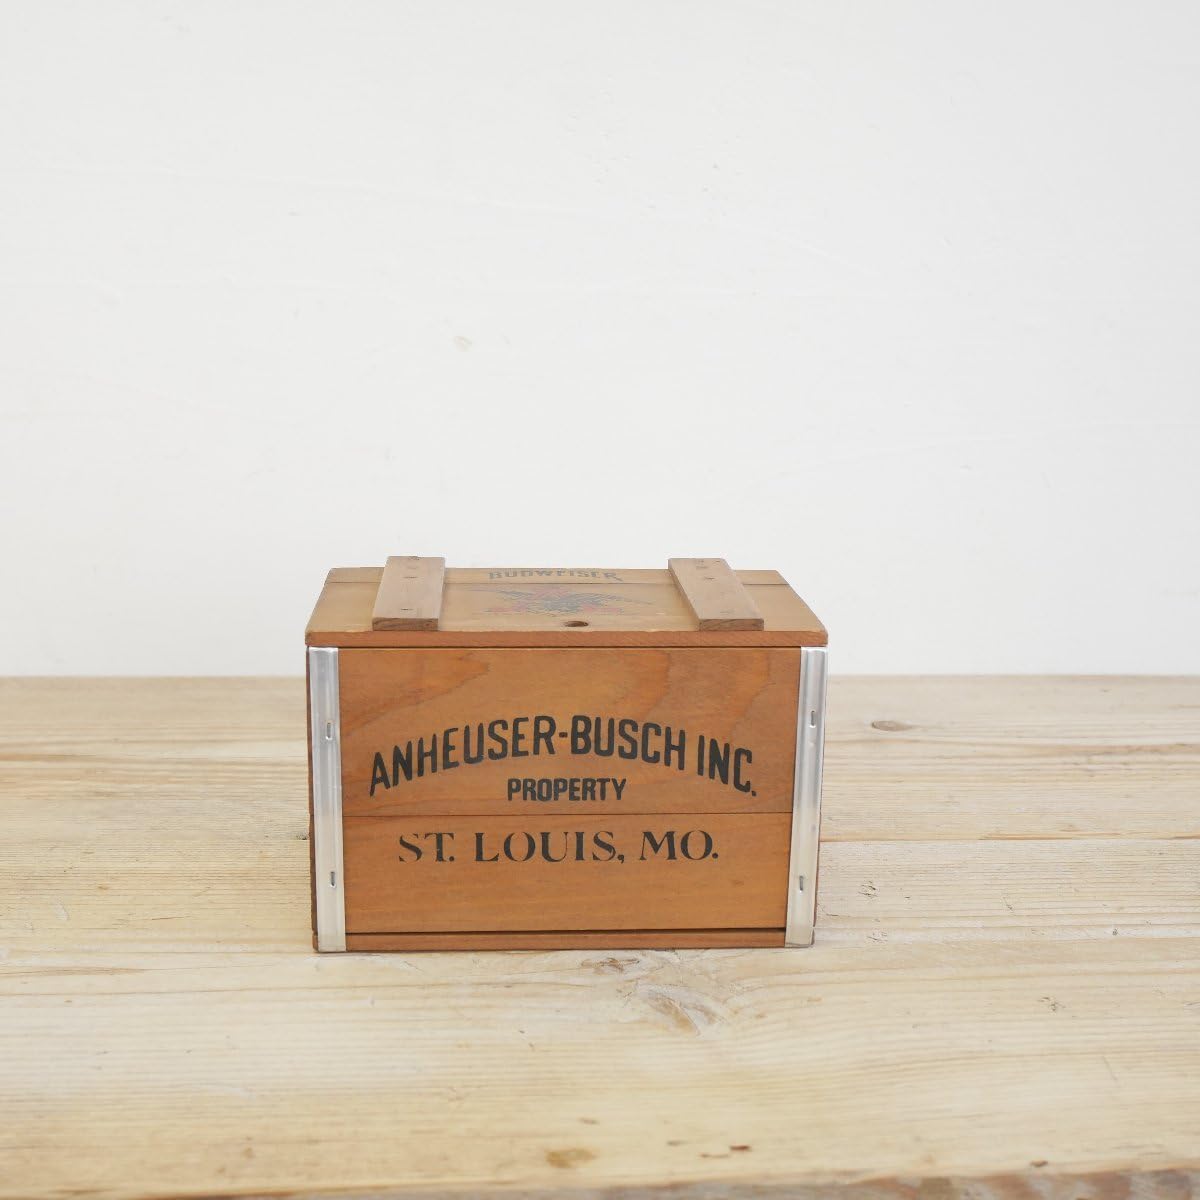 BUDWEISER
ANHEUSER-BUSCH INC.
PROPERTY
ST. LOUIS, MO.